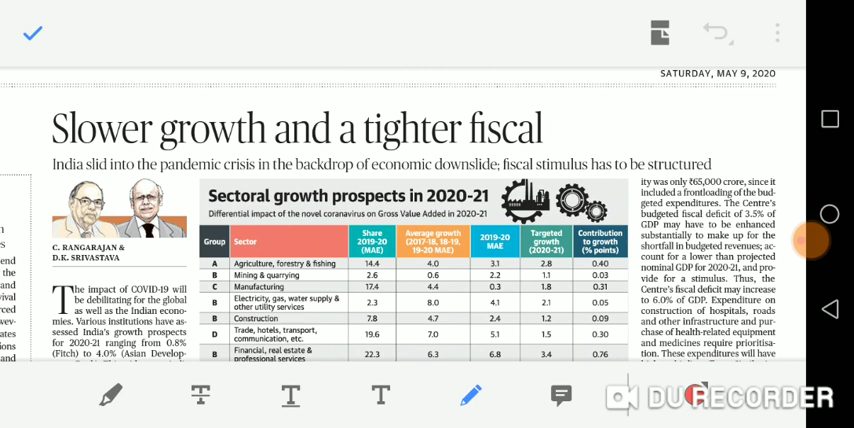 SATURDAY, MAY 9, 2020
Slower growth and a tighter fiscal
India slid into the pandemic crisis in the backdrop of economic downslide; fiscal stimulus has to be structured
C. RANGARAJAN &
D.K. SRIVASTAVA
The impact of COVID-19 will
be debilitating for the global
as well as the Indian econo-
mies. Various institutions have as-
sessed India's growth prospects
for 2020-21 ranging from 0.8%
(Fitch) to 4.0% (Asian Develop-
Sectoral growth prospects in 2020-21
Differential impact of the novel coranavirus on Gross Value Added in 2020-21
Group Sector Share 2019-20 (MAE) Average growth (2017-18, 18-19, 19-20 MAE) 2019-20 MAE Targeted growth (2020-21) Contribution to growth (% points)
A Agriculture, forestry & fishing 14.4 4.0 3.1 2.8 0.40
B Mining & quarrying 2.6 0.6 2.2 1.1 0.03
C Manufacturing 17.4 4.4 0.3 1.8 0.31
B Electricity, gas, water supply & other utility services 2.3 8.0 4.1 2.1 0.05
B Construction 7.8 4.7 2.4 1.2 0.09
D Trade, hotels, transport, communication, etc. 19.6 7.0 5.1 1.5 0.30
B Financial, real estate & professional services 22.3 6.3 6.8 3.4 0.76
ity was only ₹65,000 crore, since it
included a frontloading of the bud-
geted expenditures. The Centre's
budgeted fiscal deficit of 3.5% of
GDP may have to be enhanced
substantially to make up for the
shortfall in budgeted revenues; ac-
count for a lower than projected
nominal GDP for 2020-21, and pro-
vide for a stimulus. Thus, the
Centre's fiscal deficit may increase
to 6.0% of GDP. Expenditure on
construction of hospitals, roads
and other infrastructure and pur-
chase of health-related equipment
and medicines require prioritisa-
tion. These expenditures will have
DU RECORDER